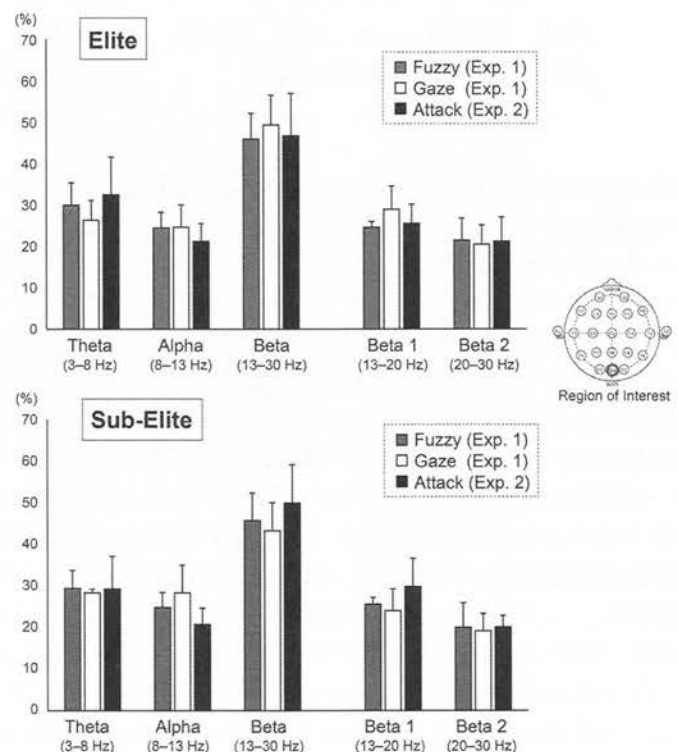 (%)
Elite
70
60
50
40
30
20
10
0
Fuzzy (Exp. 1)
Gaze (Exp. 1)
Attack (Exp. 2)
Theta
(3–8 Hz)
Alpha
(8–13 Hz)
Beta
(13–30 Hz)
Beta 1
(13–20 Hz)
Beta 2
(20–30 Hz)
Region of Interest
(%)
Sub-Elite
70
60
50
40
30
20
10
0
Fuzzy (Exp. 1)
Gaze (Exp. 1)
Attack (Exp. 2)
Theta
(3–8 Hz)
Alpha
(8–13 Hz)
Beta
(13–30 Hz)
Beta 1
(13–20 Hz)
Beta 2
(20–30 Hz)